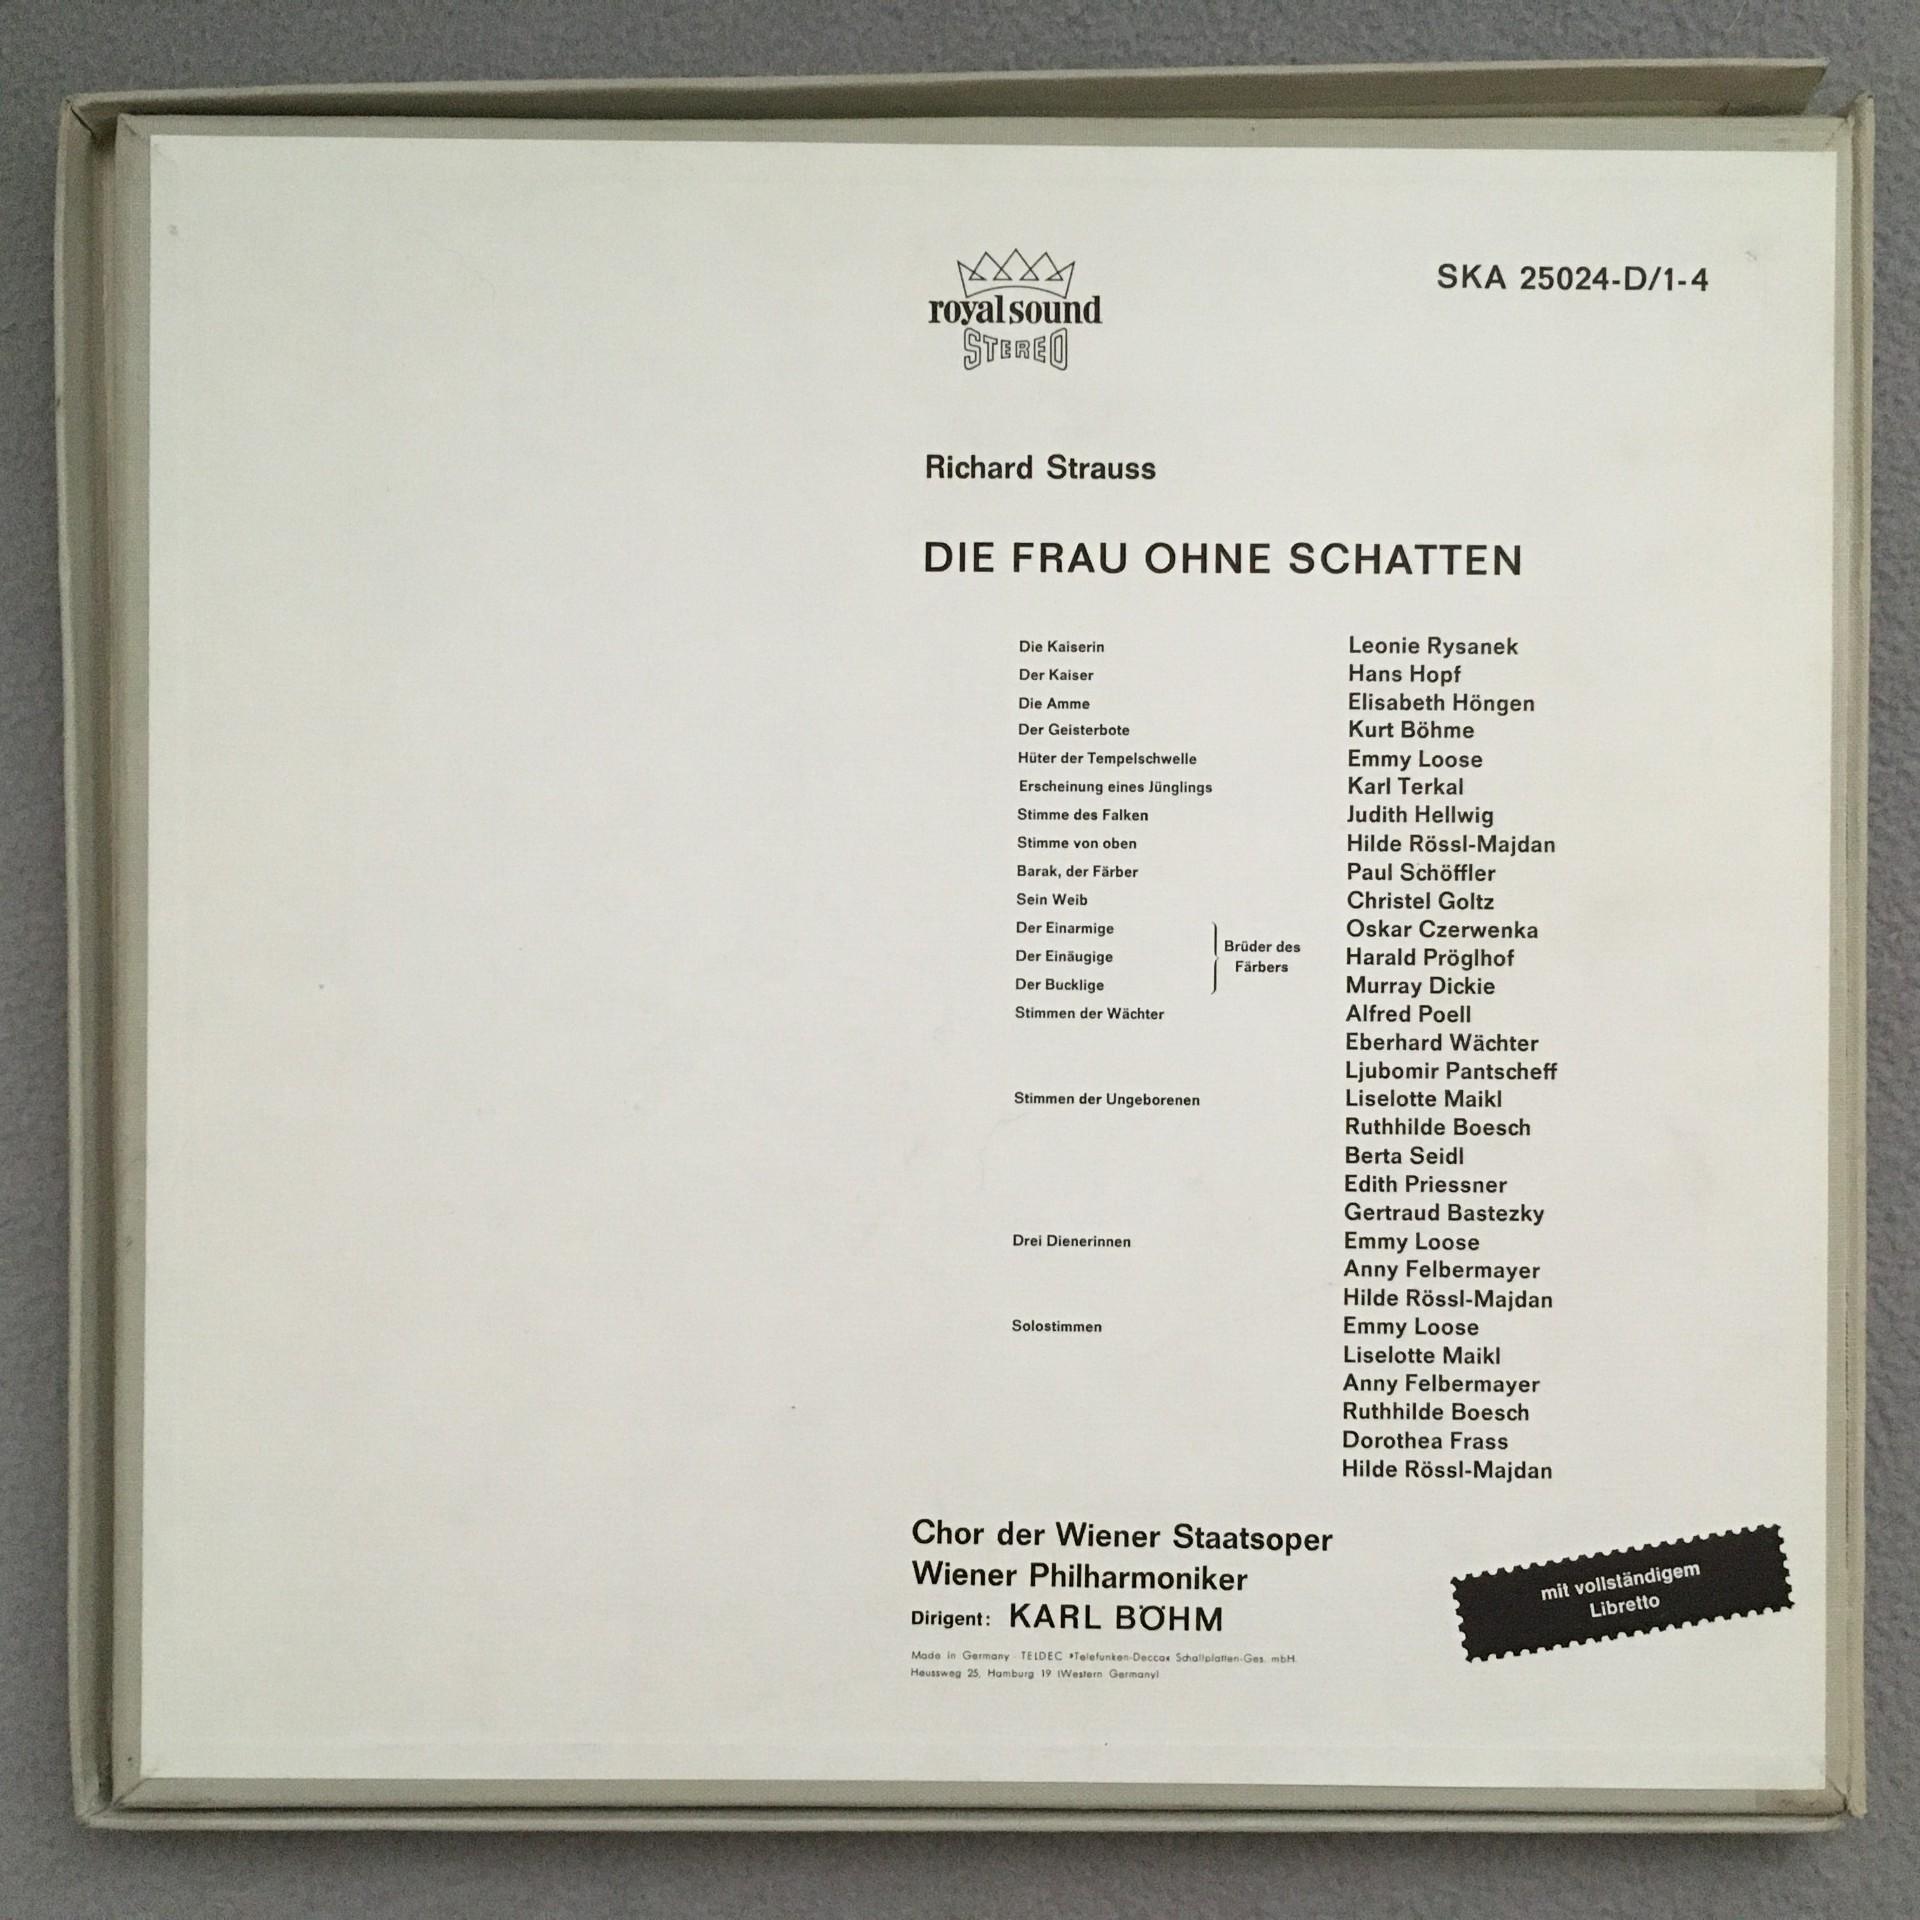 royal sound
STEREO
SKA 25024-D/1-4
Richard Strauss
DIE FRAU OHNE SCHATTEN
Die Kaiserin Leonie Rysanek
Der Kaiser Hans Hopf
Die Amme Elisabeth Höngen
Der Geisterbote Kurt Böhme
Hüter der Tempelschwelle Emmy Loose
Erscheinung eines Jünglings Karl Terkal
Stimme des Falken Judith Hellwig
Stimme von oben Hilde Rössl-Majdan
Barak, der Färber Paul Schöffler
Sein Weib Christel Goltz
Der Einarmige Oskar Czerwenka
Brüder des
Der Einäugige Harald Pröglhof
Färbers
Der Bucklige Murray Dickie
Stimmen der Wächter Alfred Poell
Eberhard Wächter
Ljubomir Pantscheff
Stimmen der Ungeborenen Liselotte Maikl
Ruthhilde Boesch
Berta Seidl
Edith Priessner
Gertraud Bastezky
Drei Dienerinnen Emmy Loose
Anny Felbermayer
Hilde Rössl-Majdan
Solostimmen Emmy Loose
Liselotte Maikl
Anny Felbermayer
Ruthhilde Boesch
Dorothea Frass
Hilde Rössl-Majdan
Chor der Wiener Staatsoper
Wiener Philharmoniker
Dirigent: KARL BÖHM
Made in Germany · TELDEC »Telefunken-Decca« Schallplatten-Ges. mbH.
Heussweg 25, Hamburg 19 (Western Germany)
mit vollständigem
Libretto